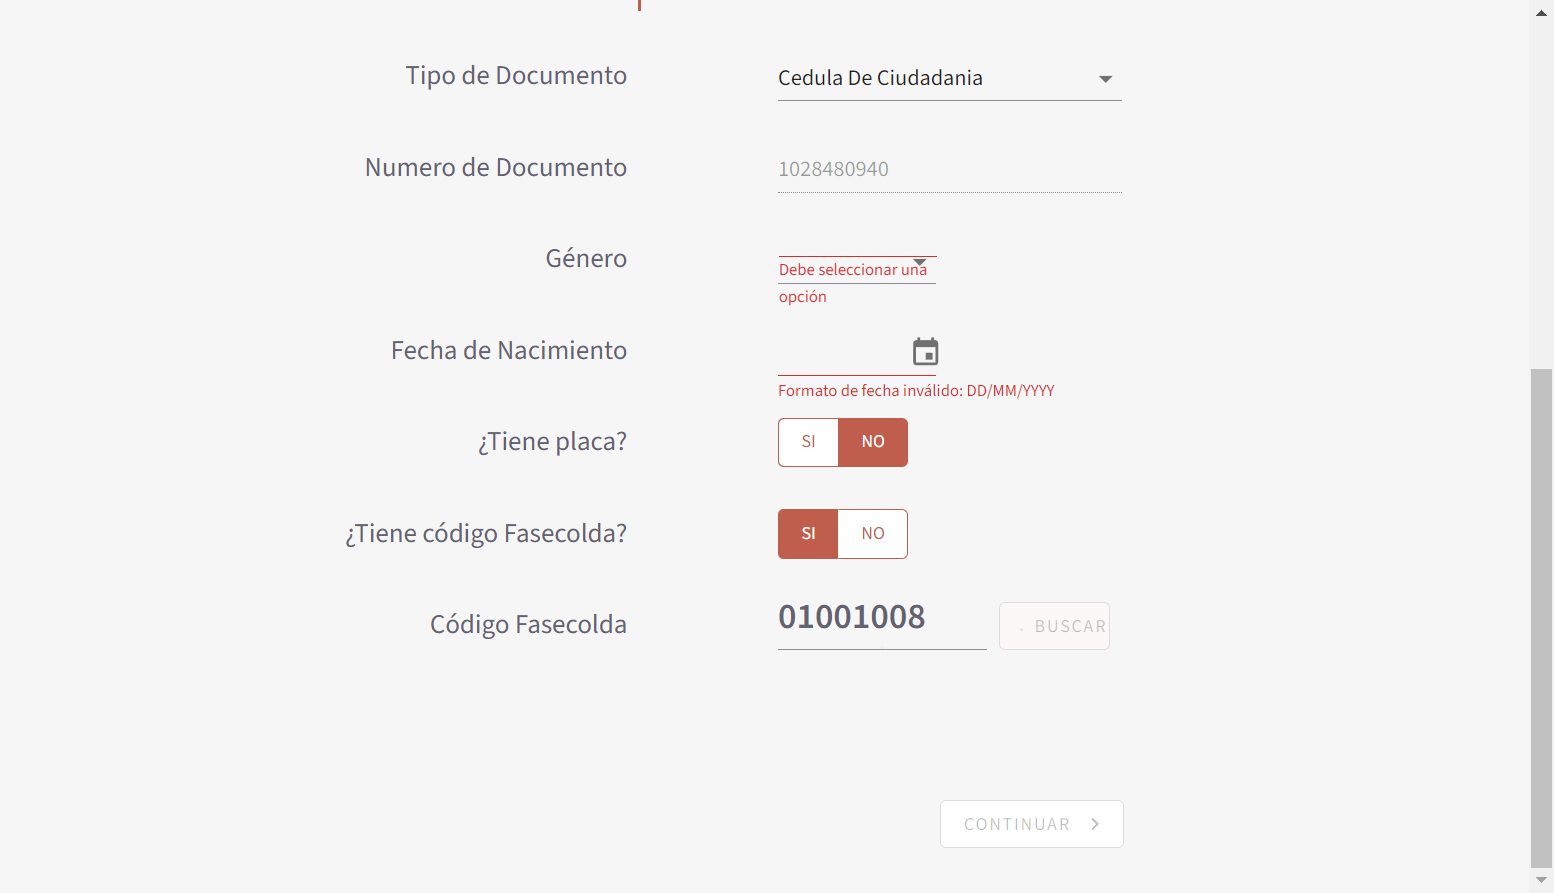 Tipo de Documento
Cedula De Ciudadania
Numero de Documento
1028480940
Género
Debe seleccionar una
opción
Fecha de Nacimiento
Formato de fecha inválido: DD/MM/YYYY
¿Tiene placa?
SI NO
¿Tiene código Fasecolda?
SI NO
Código Fasecolda
01001008
BUSCAR
CONTINUAR